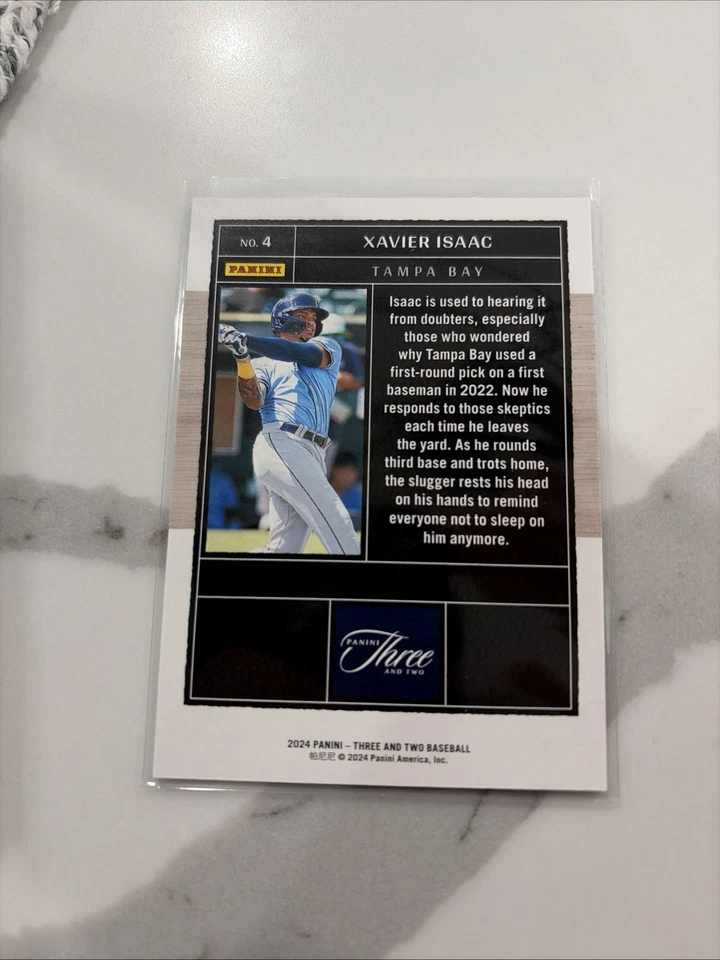 NO. 4
XAVIER ISAAC
PANINI
TAMPA BAY
Isaac is used to hearing it
from doubters, especially
those who wondered
why Tampa Bay used a
first-round pick on a first
baseman in 2022. Now he
responds to those skeptics
each time he leaves
the yard. As he rounds
third base and trots home,
the slugger rests his head
on his hands to remind
everyone not to sleep on
him anymore.
PANINI
Three
AND TWO
2024 PANINI – THREE AND TWO BASEBALL
帕尼尼 © 2024 Panini America, Inc.